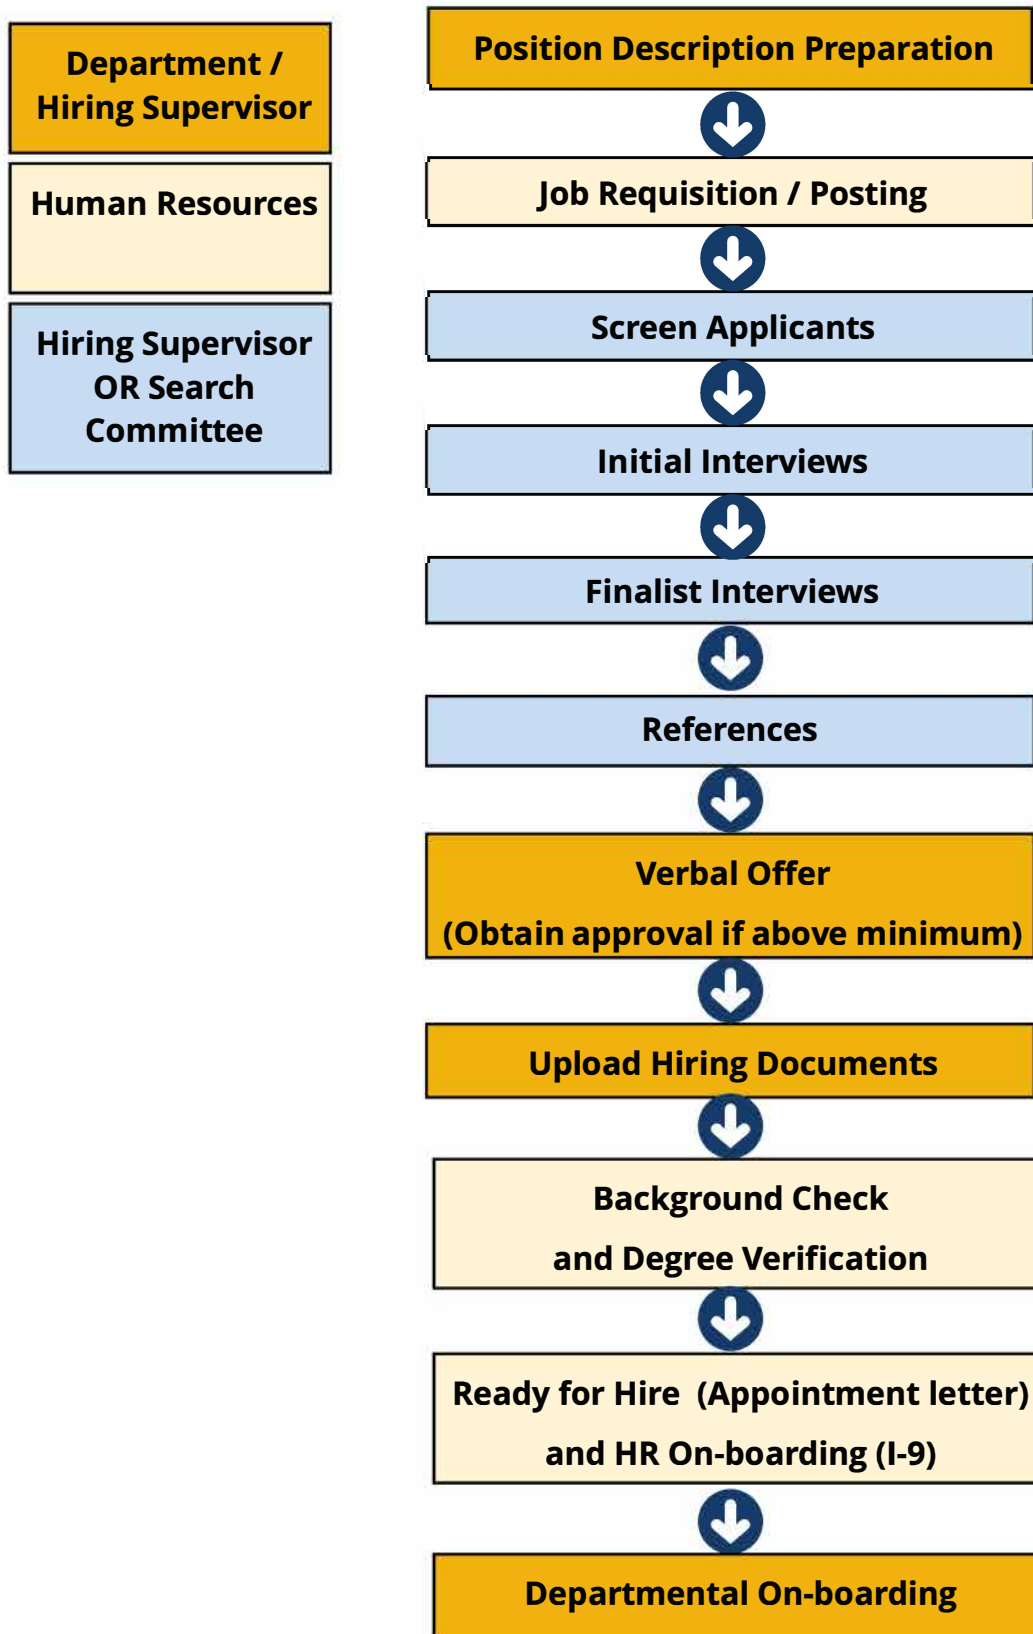 Department /
Hiring Supervisor
Human Resources
Hiring Supervisor
OR Search
Committee
Position Description Preparation
Job Requisition / Posting
Screen Applicants
Initial Interviews
Finalist Interviews
References
Verbal Offer
(Obtain approval if above minimum)
Upload Hiring Documents
Background Check
and Degree Verification
Ready for Hire (Appointment letter)
and HR On-boarding (I-9)
Departmental On-boarding